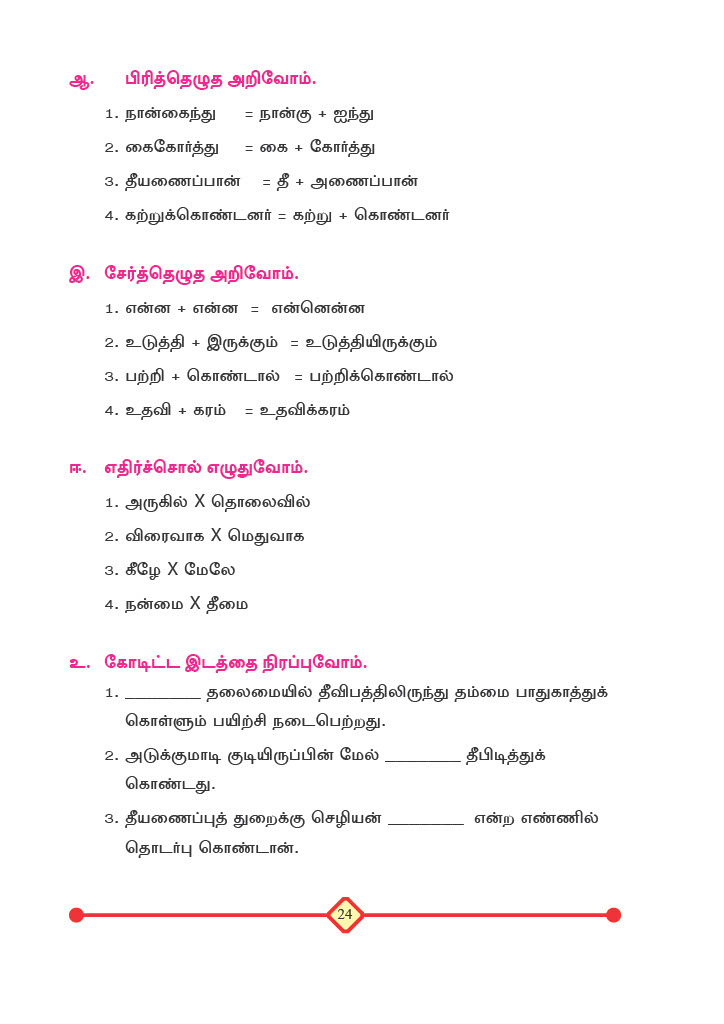 ஆ. பிரித்தெழுத அறிவோம்.
1. நான்கைந்து = நான்கு + ஐந்து
2. கைகோர்த்து = கை + கோர்த்து
3. தீயணைப்பான் = தீ + அணைப்பான்
4. கற்றுக்கொண்டனர் = கற்று + கொண்டனர்
இ. சேர்த்தெழுத அறிவோம்.
1. என்ன + என்ன = என்னென்ன
2. உடுத்தி + இருக்கும் = உடுத்தியிருக்கும்
3. பற்றி + கொண்டால் = பற்றிக்கொண்டால்
4. உதவி + கரம் = உதவிக்கரம்
ஈ. எதிர்ச்சொல் எழுதுவோம்.
1. அருகில் X தொலைவில்
2. விரைவாக X மெதுவாக
3. கீழே X மேலே
4. நன்மை X தீமை
உ. கோடிட்ட இடத்தை நிரப்புவோம்.
1. ________ தலைமையில் தீவிபத்திலிருந்து தம்மை பாதுகாத்துக்
கொள்ளும் பயிற்சி நடைபெற்றது.
2. அடுக்குமாடி குடியிருப்பின் மேல் ________ தீபிடித்துக்
கொண்டது.
3. தீயணைப்புத் துறைக்கு செழியன் ________ என்ற எண்ணில்
தொடர்பு கொண்டான்.
24